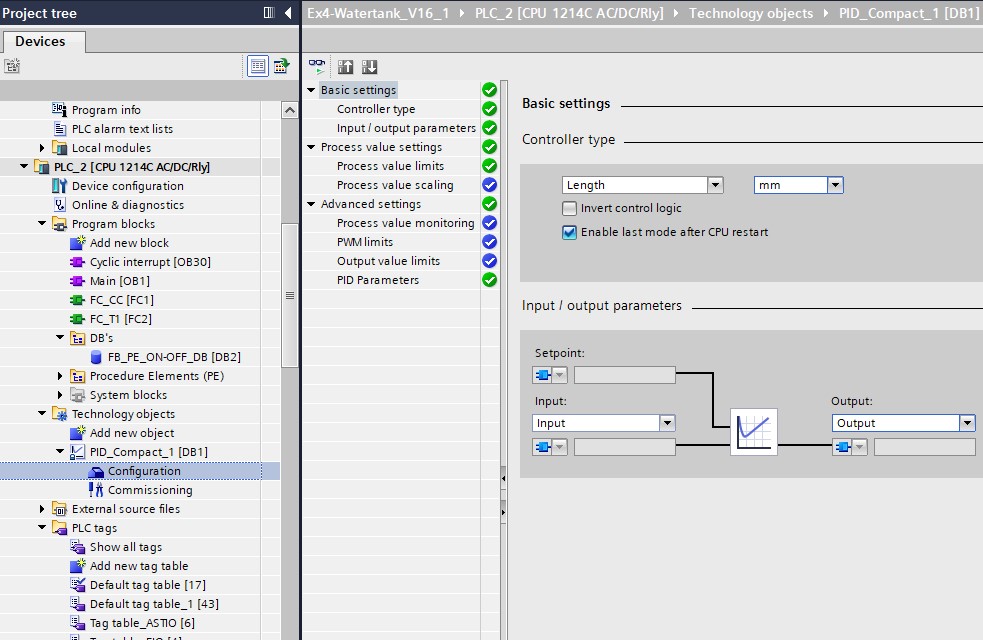 Project tree
Devices
Program info
PLC alarm text lists
Local modules
PLC_2 [CPU 1214C AC/DC/Rly]
Device configuration
Online & diagnostics
Program blocks
Add new block
Cyclic interrupt [OB30]
Main [OB1]
FC_CC [FC1]
FC_T1 [FC2]
DB's
FB_PE_ON-OFF_DB [DB2]
Procedure Elements (PE)
System blocks
Technology objects
Add new object
PID_Compact_1 [DB1]
Configuration
Commissioning
External source files
PLC tags
Show all tags
Add new tag table
Default tag table [17]
Default tag table_1 [43]
Tag table_ASTIO [6]
Ex4-Watertank_V16_1 PLC_2 [CPU 1214C AC/DC/Rly] Technology objects PID_Compact_1 [DB1]
Basic settings
Controller type
Input / output parameters
Process value settings
Process value limits
Process value scaling
Advanced settings
Process value monitoring
PWM limits
Output value limits
PID Parameters
Basic settings
Controller type
Length mm
Invert control logic
Enable last mode after CPU restart
Input / output parameters
Setpoint:
Input: Output:
Input Output